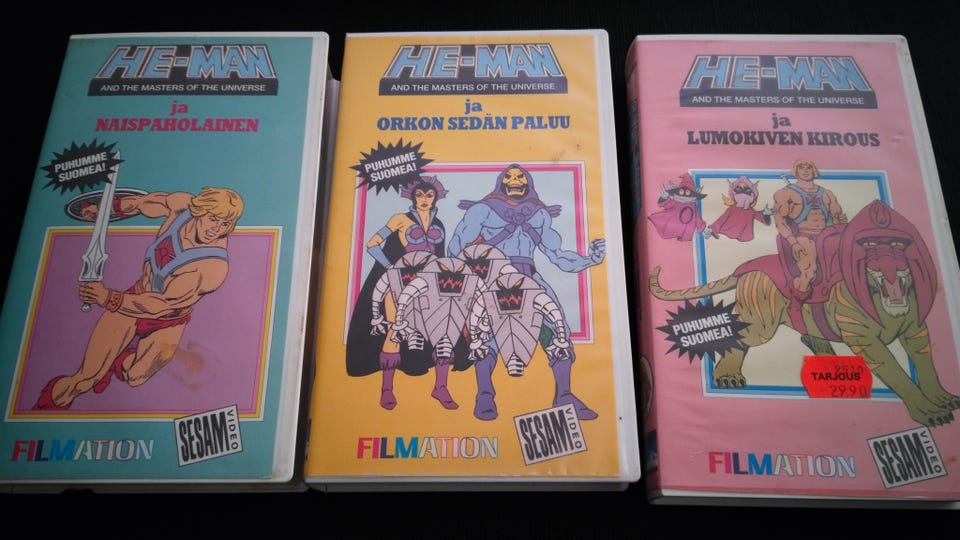 HE-MAN
AND THE MASTERS OF THE UNIVERSE
ja
NAISPAHOLAINEN
PUHUMME
SUOMEA!
FILMATION
SESAM
VIDEO
HE-MAN
AND THE MASTERS OF THE UNIVERSE
ja
ORKON SEDÄN PALUU
PUHUMME
SUOMEA!
FILMATION
SESAM
VIDEO
HE-MAN
AND THE MASTERS OF THE UNIVERSE
ja
LUMOKIVEN KIROUS
PUHUMME
SUOMEA!
9510
TARJOUS
29.90
FILMATION
SESAM
VIDEO